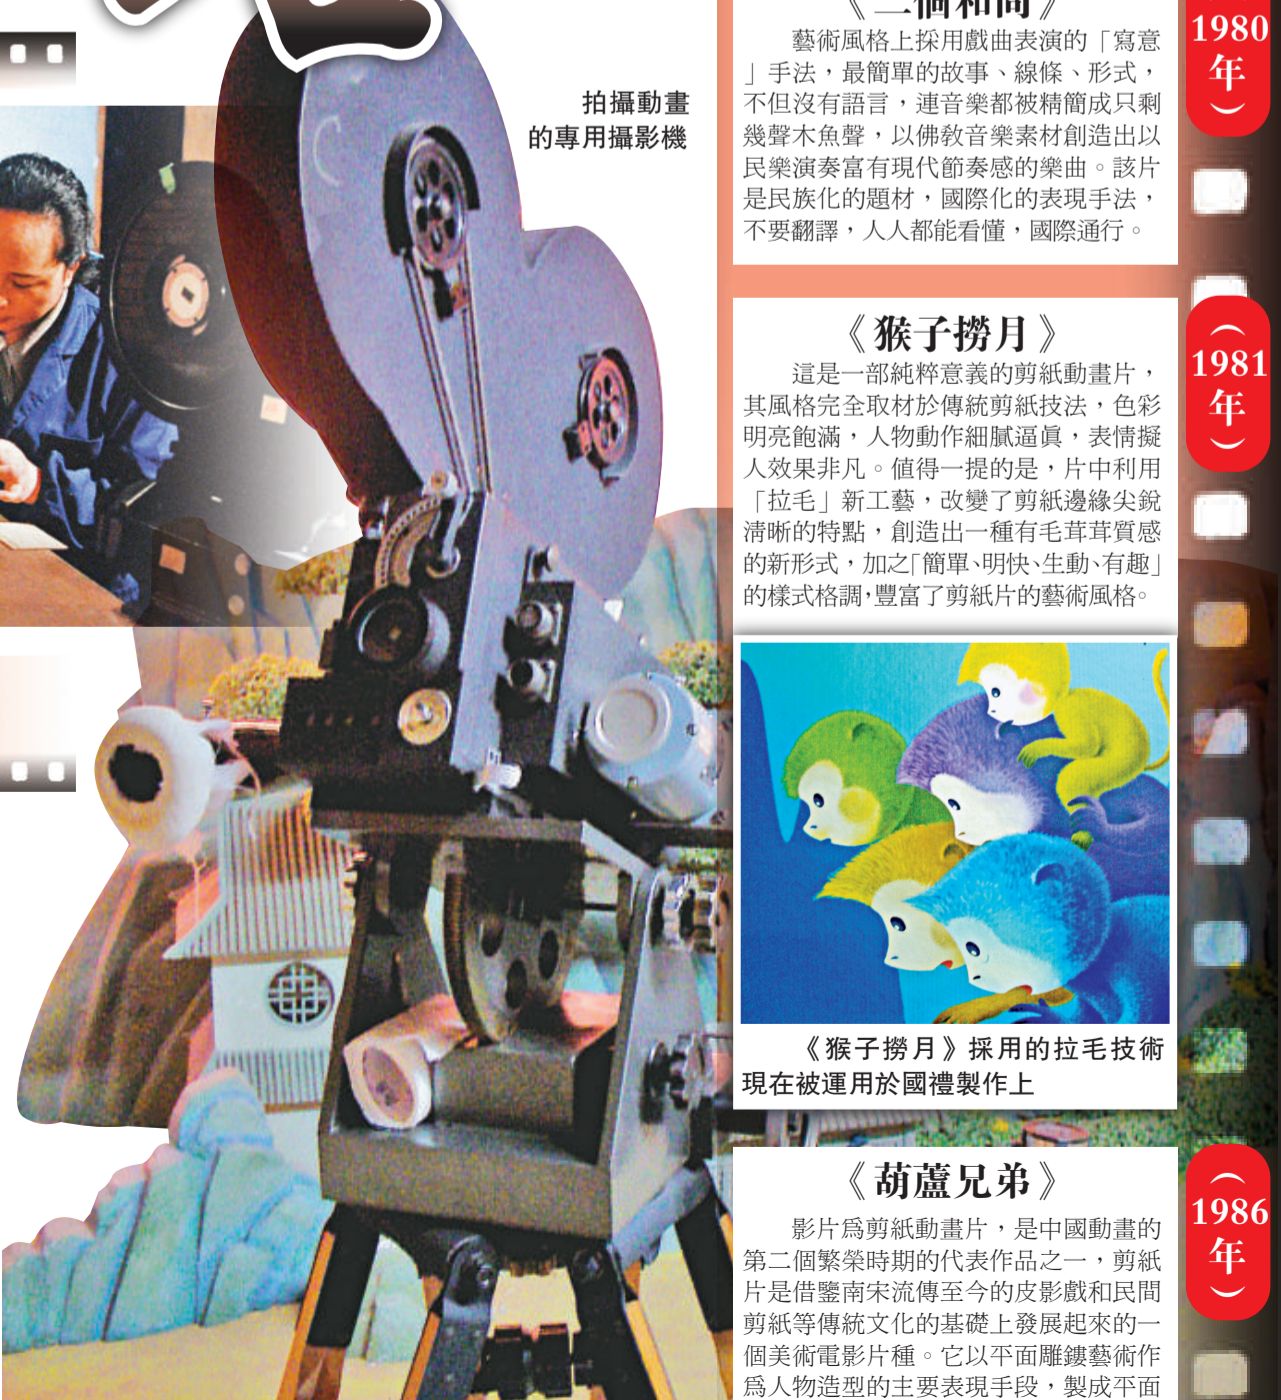 拍攝動畫
的專用攝影機
《三個和尚》
1980
年
︶
藝術風格上採用戲曲表演的「寫意
」手法，最簡單的故事、線條、形式，
不但沒有語言，連音樂都被精簡成只剩
幾聲木魚聲，以佛教音樂素材創造出以
民樂演奏富有現代節奏感的樂曲。該片
是民族化的題材，國際化的表現手法，
不要翻譯，人人都能看懂，國際通行。
《猴子撈月》
︵
1981
年
︶
這是一部純粹意義的剪紙動畫片，
其風格完全取材於傳統剪紙技法，色彩
明亮飽滿，人物動作細膩逼眞，表情擬
人效果非凡。值得一提的是，片中利用
「拉毛」新工藝，改變了剪紙邊緣尖銳
淸晰的特點，創造出一種有毛茸茸質感
的新形式，加之「簡單、明快、生動、有趣」
的樣式格調，豐富了剪紙片的藝術風格。
《猴子撈月》採用的拉毛技術
現在被運用於國禮製作上
《葫蘆兄弟》
︵
1986
年
︶
影片爲剪紙動畫片，是中國動畫的
第二個繁榮時期的代表作品之一，剪紙
片是借鑒南宋流傳至今的皮影戲和民間
剪紙等傳統文化的基礎上發展起來的一
個美術電影片種。它以平面雕鏤藝術作
爲人物造型的主要表現手段，製成平面